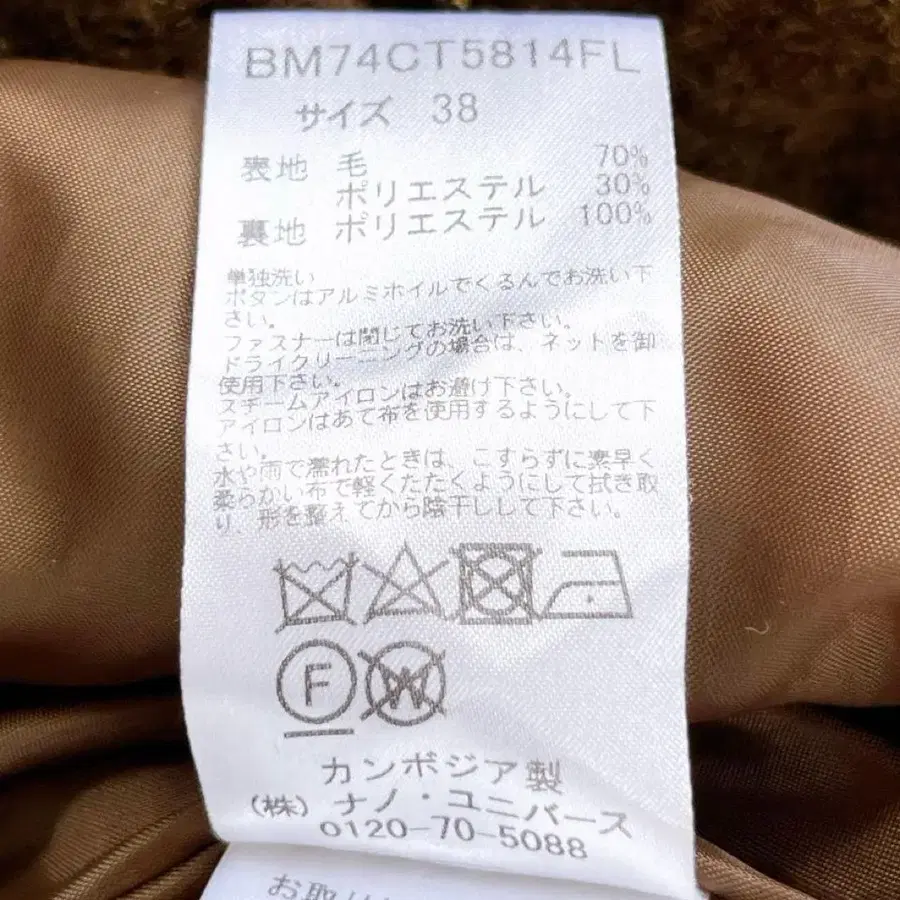 BM74CT5814FL
サイズ 38
表地 毛 70%
ポリエステル 30%
裏地 ポリエステル 100%
単独洗い
ボタンはアルミホイルでくるんでお洗い下
さい。
ファスナーは閉じてお洗い下さい。
ドライクリーニングの場合は、ネットを御
使用下さい。
スチームアイロンはお避け下さい。
アイロンはあて布を使用するようにして下
さい。
水や雨で濡れたときは、こすらずに素早く
柔らかい布で軽くたたくようにして拭き取
り、形を整えてから陰干しして下さい。
F W
カンボジア製
(株) ナノ・ユニバース
0120-70-5088
お取り